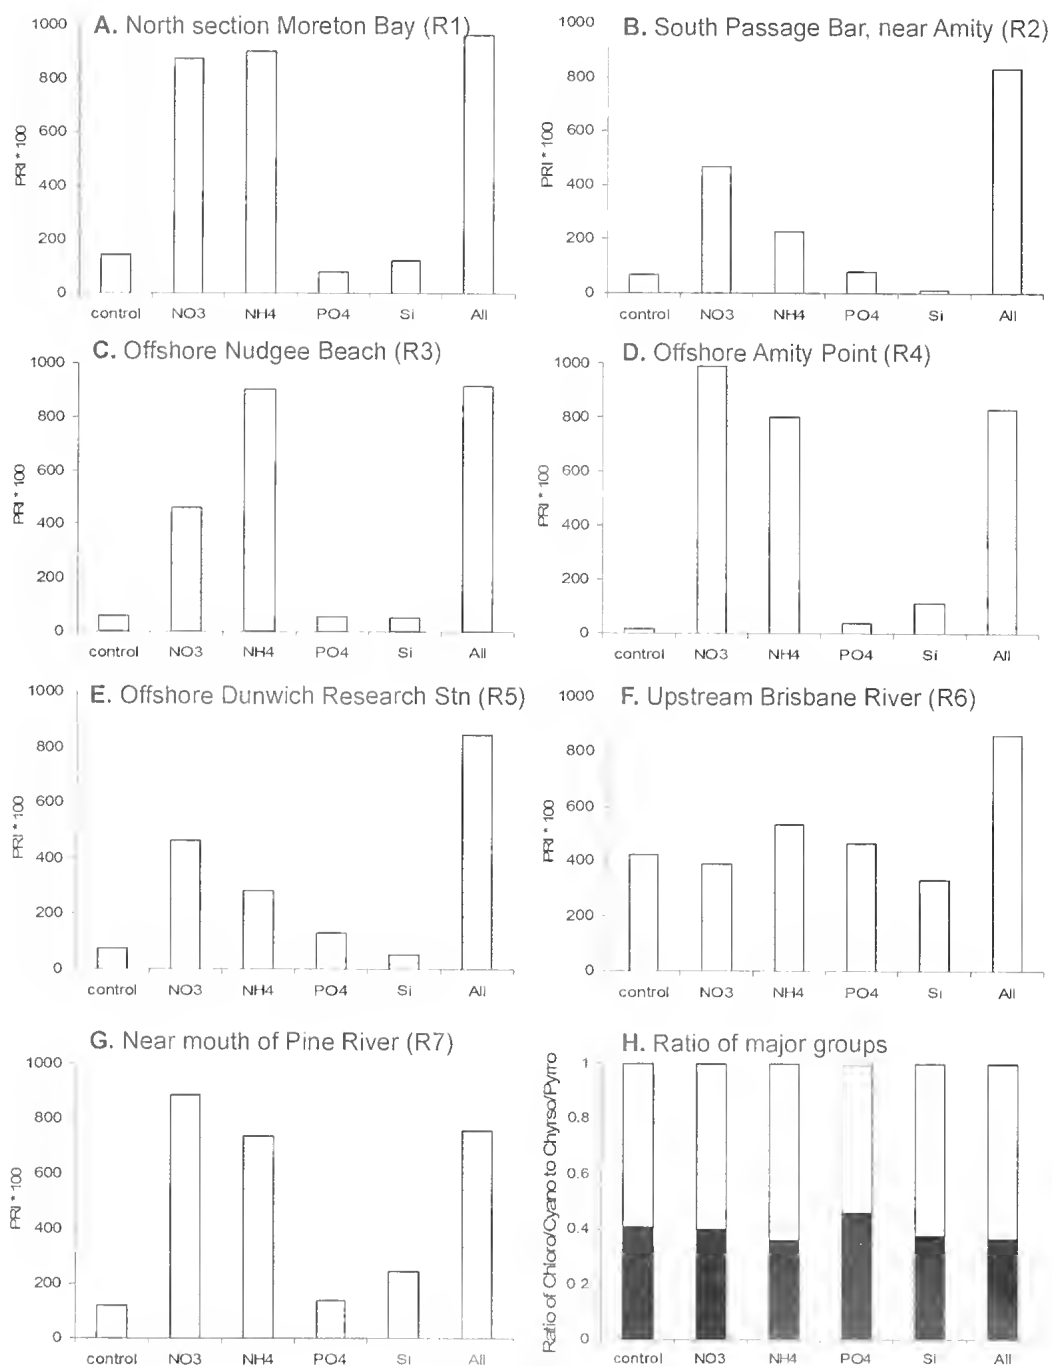 A. North section Moreton Bay (R1)
1000
800
600
400
200
0
PRI * 100
control NO3 NH4 PO4 Si All
B. South Passage Bar, near Amity (R2)
1000
800
600
400
200
0
PRI * 100
control NO3 NH4 PO4 Si All
C. Offshore Nudgee Beach (R3)
1000
800
600
400
200
0
PRI * 100
control NO3 NH4 PO4 Si All
D. Offshore Amity Point (R4)
1000
800
600
400
200
0
PRI * 100
control NO3 NH4 PO4 Si All
E. Offshore Dunwich Research Stn (R5)
1000
800
600
400
200
0
PRI * 100
control NO3 NH4 PO4 Si All
F. Upstream Brisbane River (R6)
1000
800
600
400
200
0
PRI * 100
control NO3 NH4 PO4 Si All
G. Near mouth of Pine River (R7)
1000
800
600
400
200
0
PRI * 100
control NO3 NH4 PO4 Si All
H. Ratio of major groups
1
0.8
0.6
0.4
0 2
0
Ratio of Chloro/Cyano to Chyrso/Pyrro
control NO3 NH4 PO4 Si All